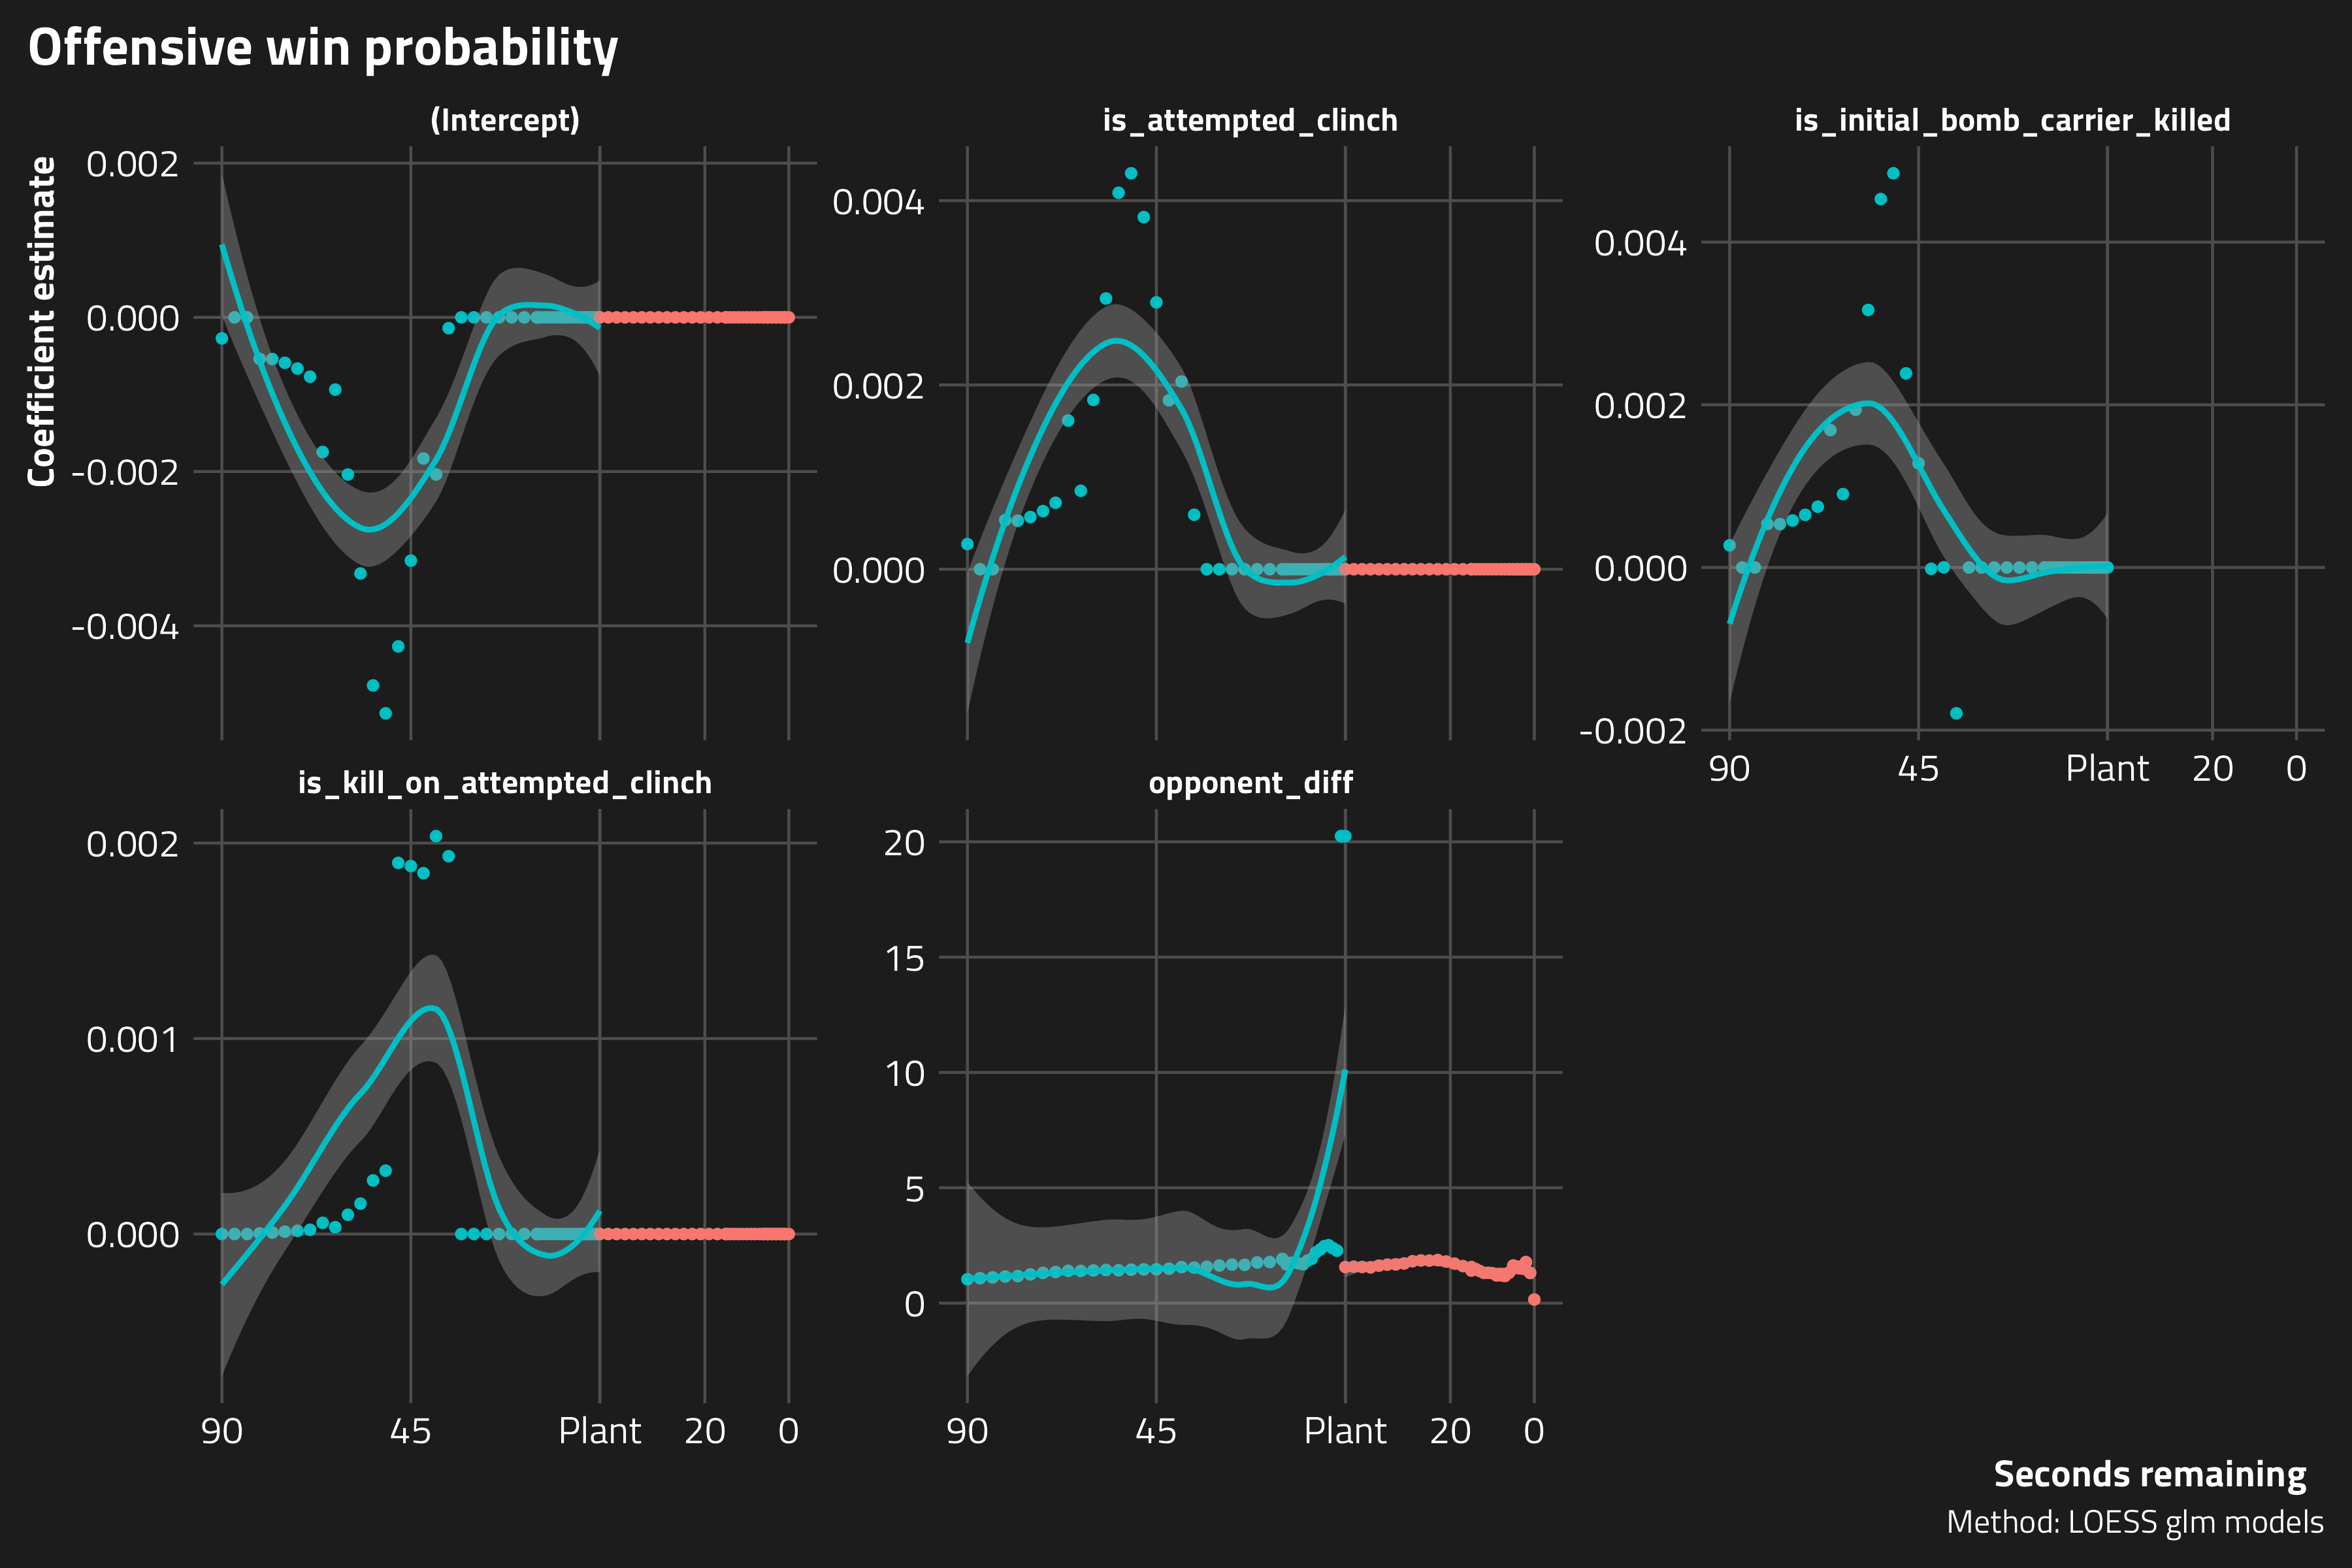 Offensive win probability
(Intercept)
is_attempted_clinch
is_initial_bomb_carrier_killed
Coefficient estimate
0.002
0.000
-0.002
-0.004
0.004
0.002
0.000
0.004
0.002
0.000
-0.002
90 45 Plant 20 0
is_kill_on_attempted_clinch
opponent_diff
0.002
0.001
0.000
20
15
10
5
0
90 45 Plant 20 0
90 45 Plant 20 0
Seconds remaining
Method: LOESS glm models